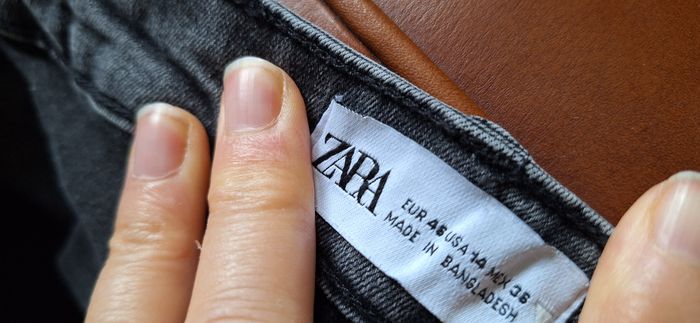 ZARA
EUR 46 USA 14 MEX 36
MADE IN BANGLADESH